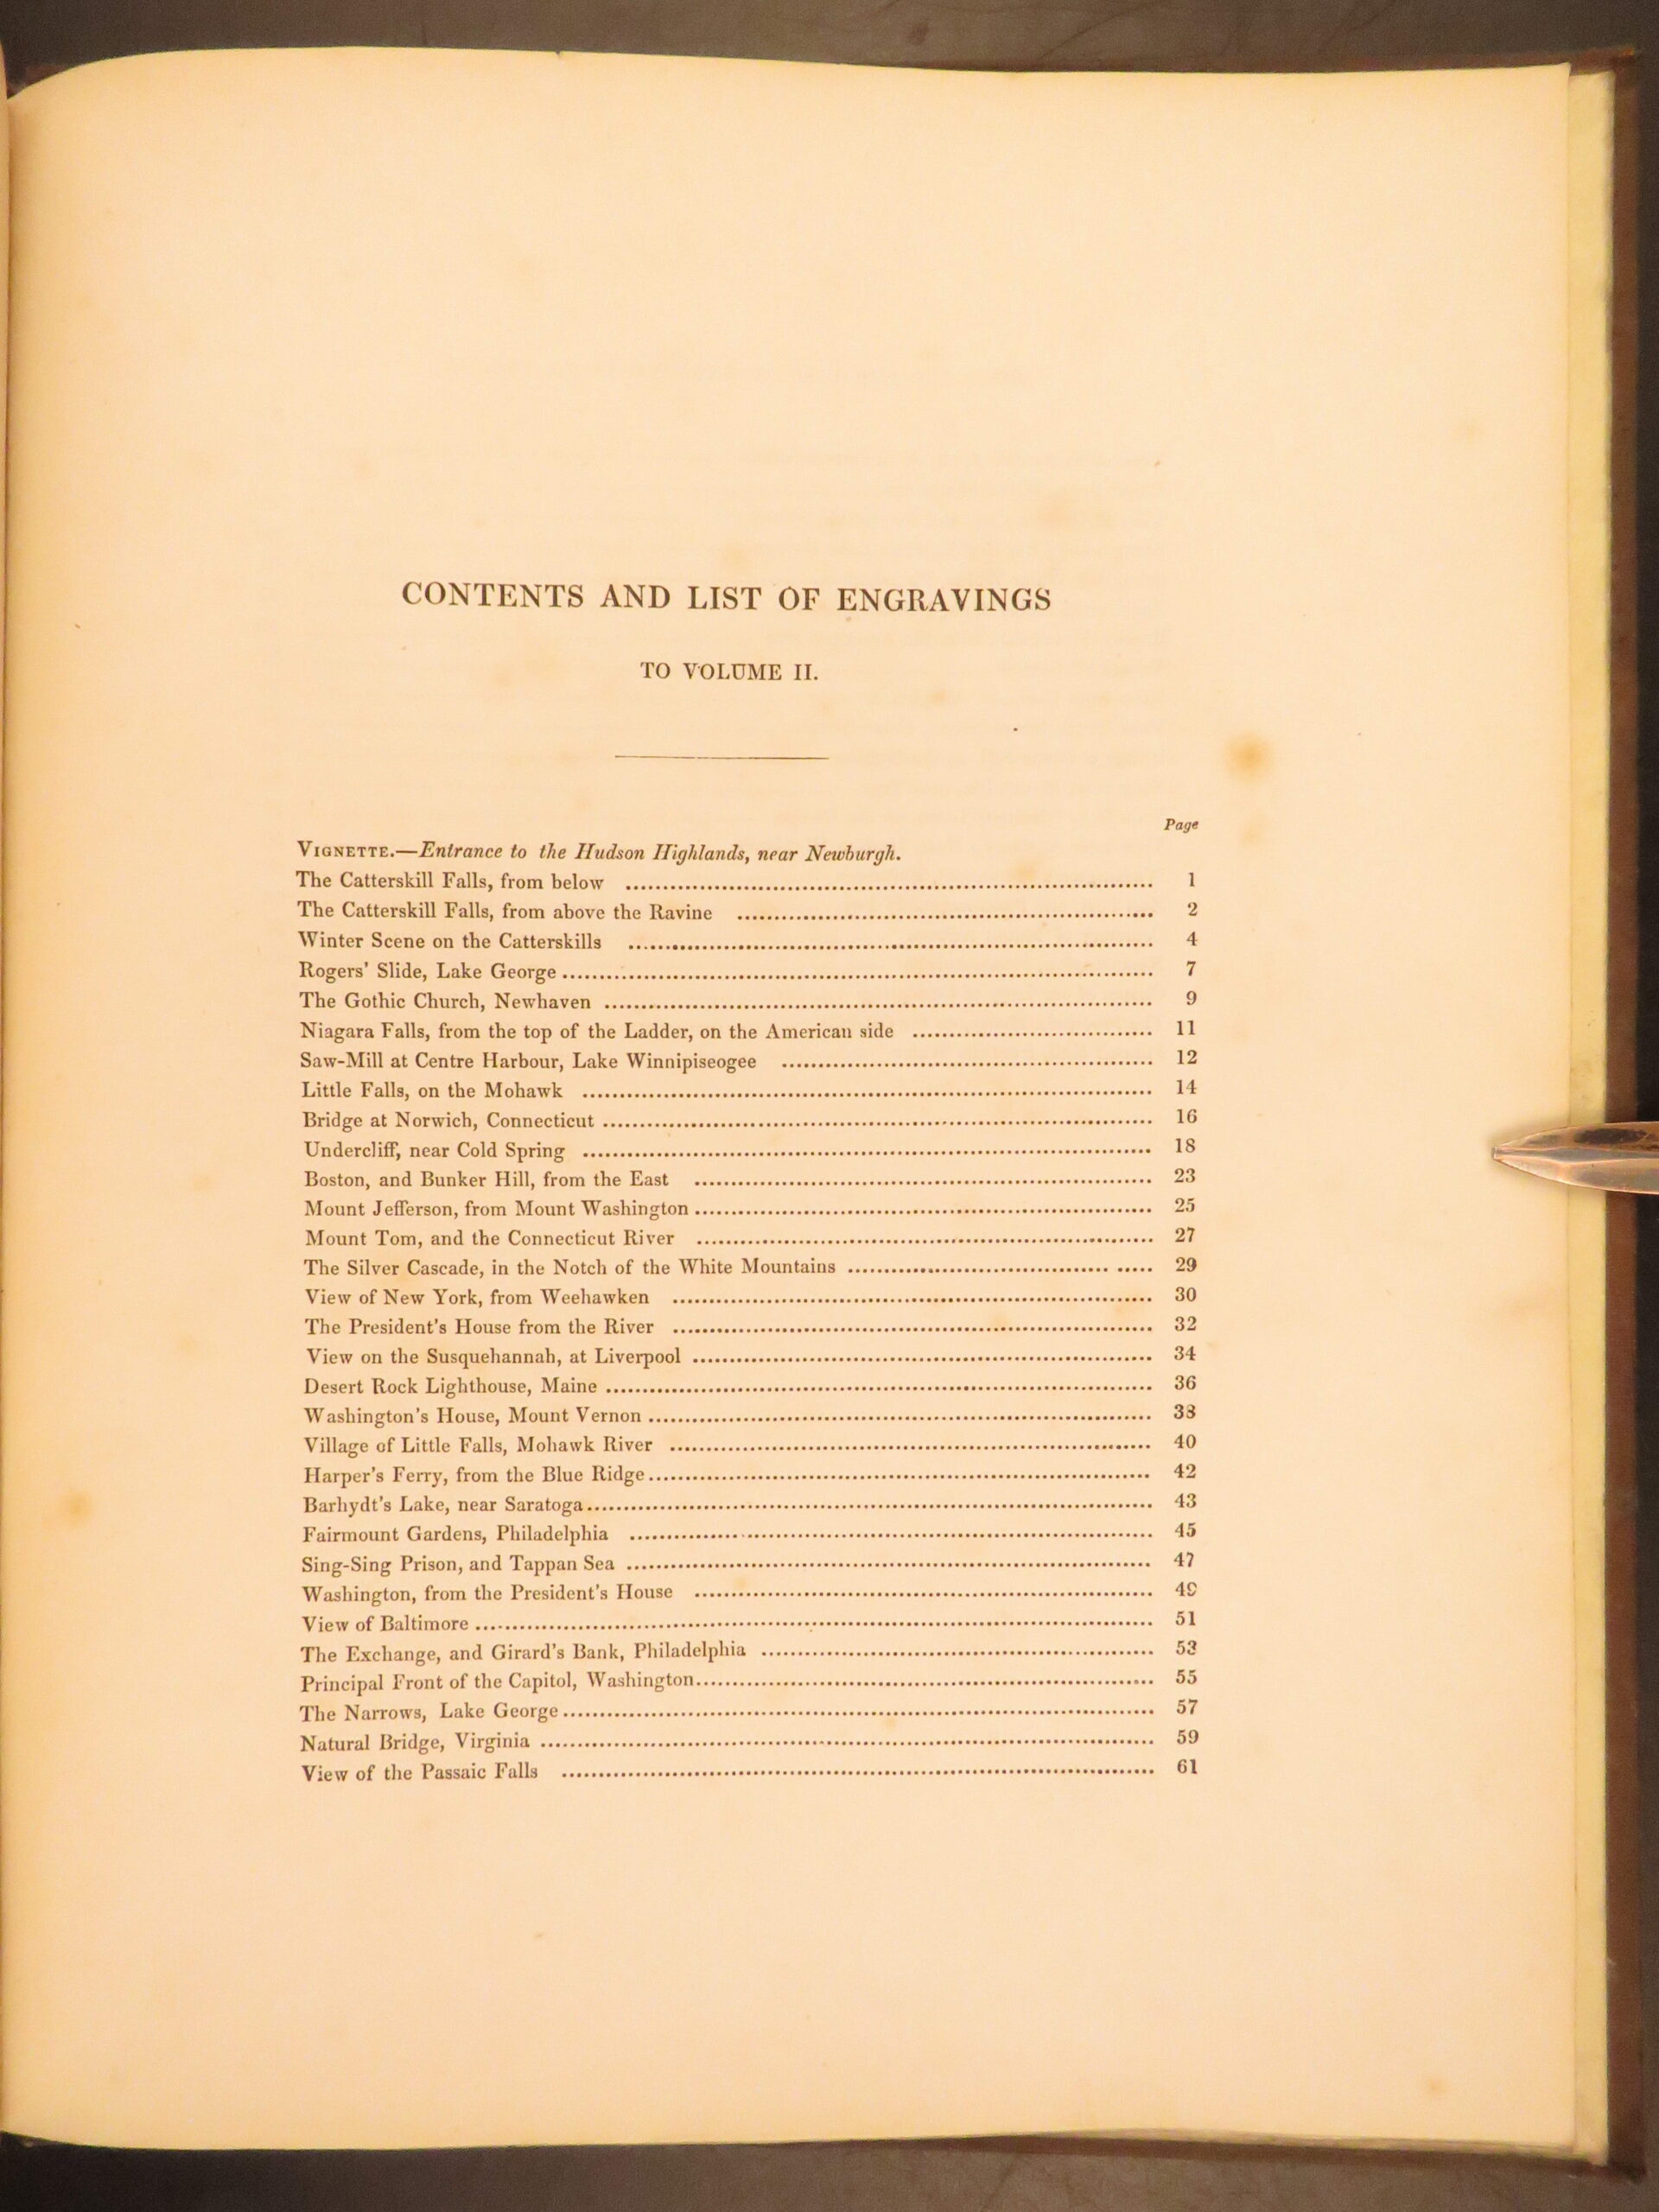 CONTENTS AND LIST OF ENGRAVINGS
TO VOLUME II.
Page
VIGNETTE.—Entrance to the Hudson Highlands, near Newburgh.
The Catterskill Falls, from below ........ 1
The Catterskill Falls, from above the Ravine ........ 2
Winter Scene on the Catterskills ........ 4
Rogers' Slide, Lake George ........ 7
The Gothic Church, Newhaven ........ 9
Niagara Falls, from the top of the Ladder, on the American side ........ 11
Saw-Mill at Centre Harbour, Lake Winnipiseogee ........ 12
Little Falls, on the Mohawk ........ 14
Bridge at Norwich, Connecticut ........ 16
Undercliff, near Cold Spring ........ 18
Boston, and Bunker Hill, from the East ........ 23
Mount Jefferson, from Mount Washington ........ 25
Mount Tom, and the Connecticut River ........ 27
The Silver Cascade, in the Notch of the White Mountains ........ 29
View of New York, from Weehawken ........ 30
The President's House from the River ........ 32
View on the Susquehannah, at Liverpool ........ 34
Desert Rock Lighthouse, Maine ........ 36
Washington's House, Mount Vernon ........ 38
Village of Little Falls, Mohawk River ........ 40
Harper's Ferry, from the Blue Ridge ........ 42
Barhydt's Lake, near Saratoga ........ 43
Fairmount Gardens, Philadelphia ........ 45
Sing-Sing Prison, and Tappan Sea ........ 47
Washington, from the President's House ........ 49
View of Baltimore ........ 51
The Exchange, and Girard's Bank, Philadelphia ........ 53
Principal Front of the Capitol, Washington ........ 55
The Narrows, Lake George ........ 57
Natural Bridge, Virginia ........ 59
View of the Passaic Falls ........ 61